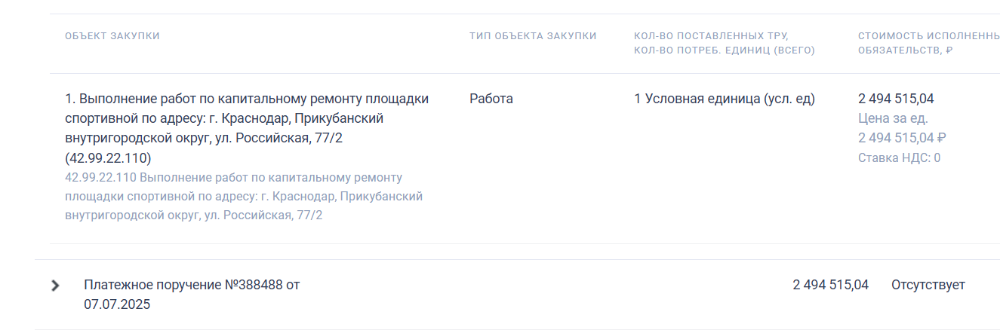 ОБЪЕКТ ЗАКУПКИ
ТИП ОБЪЕКТА ЗАКУПКИ
КОЛ-ВО ПОСТАВЛЕННЫХ ТРУ,
КОЛ-ВО ПОТРЕБ. ЕДИНИЦ (ВСЕГО)
СТОИМОСТЬ ИСПОЛНЕННЫ
ОБЯЗАТЕЛЬСТВ, ₽
1. Выполнение работ по капитальному ремонту площадки
спортивной по адресу: г. Краснодар, Прикубанский
внутригородской округ, ул. Российская, 77/2
(42.99.22.110)
42.99.22.110 Выполнение работ по капитальному ремонту
площадки спортивной по адресу: г. Краснодар, Прикубанский
внутригородской округ, ул. Российская, 77/2
Работа
1 Условная единица (усл. ед)
2 494 515,04
Цена за ед.
2 494 515,04 ₽
Ставка НДС: 0
Платежное поручение №388488 от
07.07.2025
2 494 515,04
Отсутствует